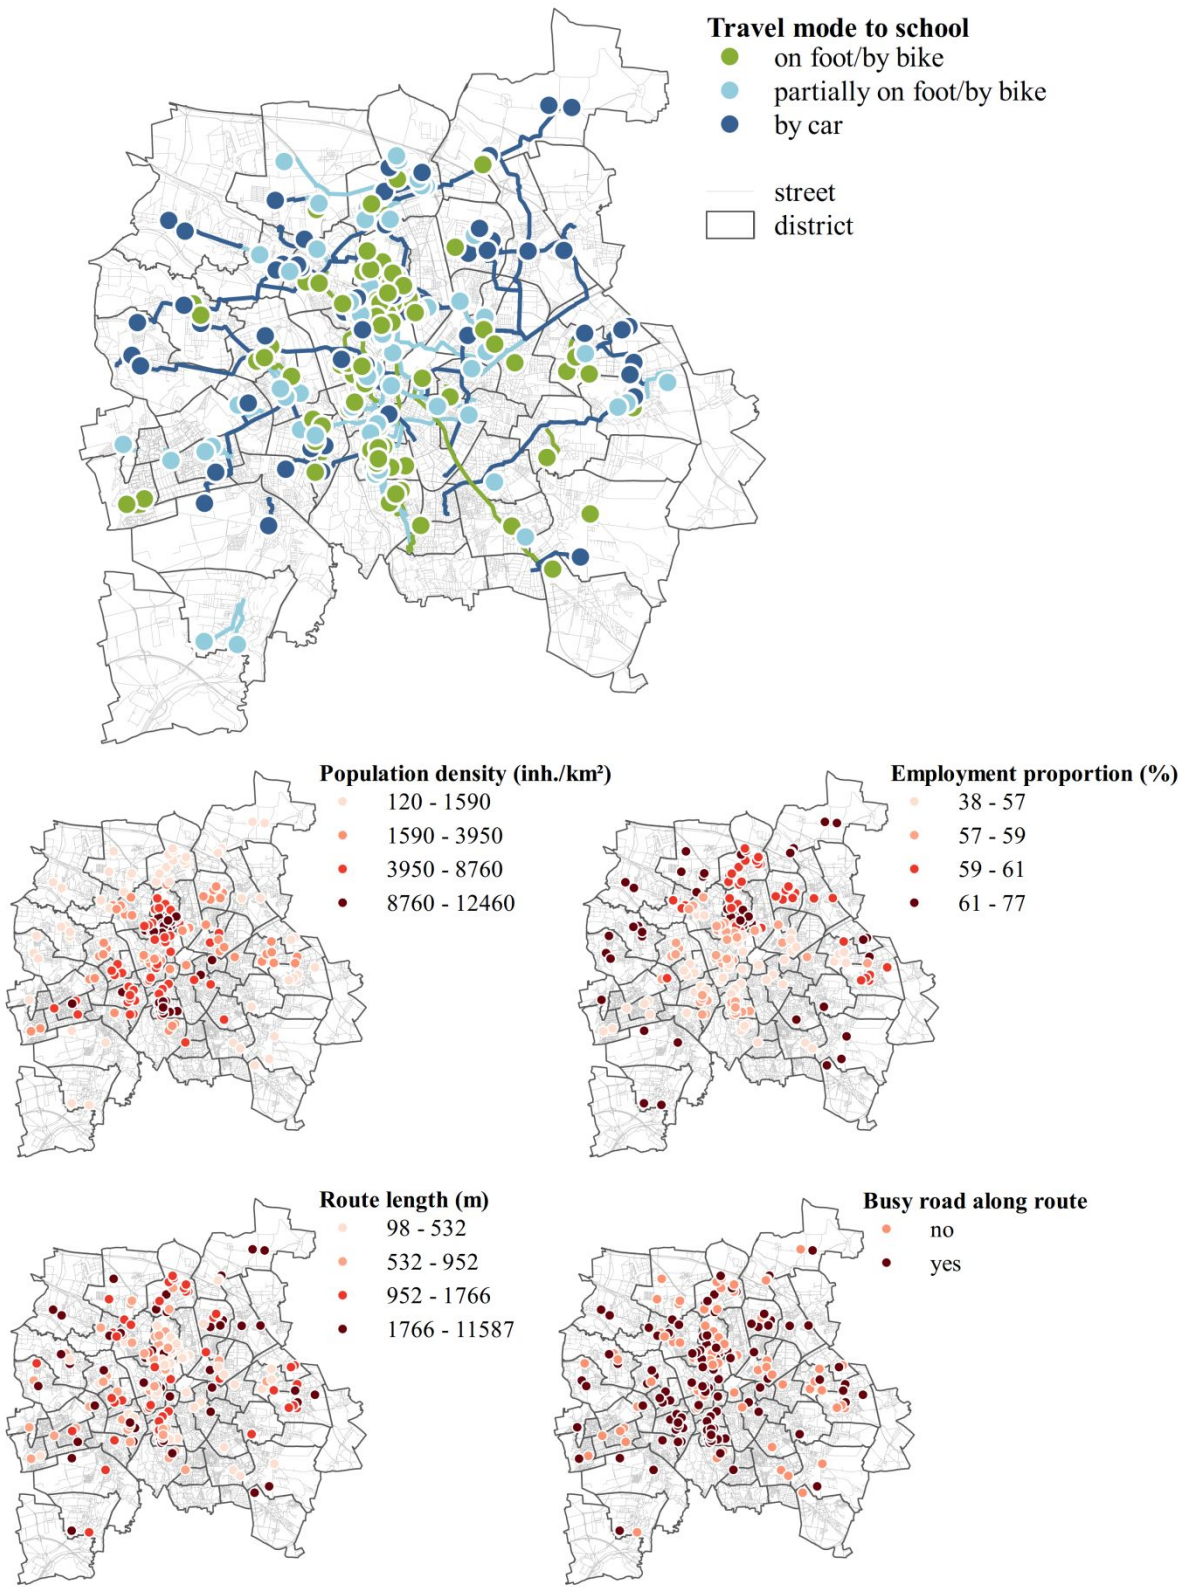 Travel mode to school
on foot/by bike
partially on foot/by bike
by car
street
district
Population density (inh./km²)
120 - 1590
1590 - 3950
3950 - 8760
8760 - 12460
Employment proportion (%)
38 - 57
57 - 59
59 - 61
61 - 77
Route length (m)
98 - 532
532 - 952
952 - 1766
1766 - 11587
Busy road along route
no
yes